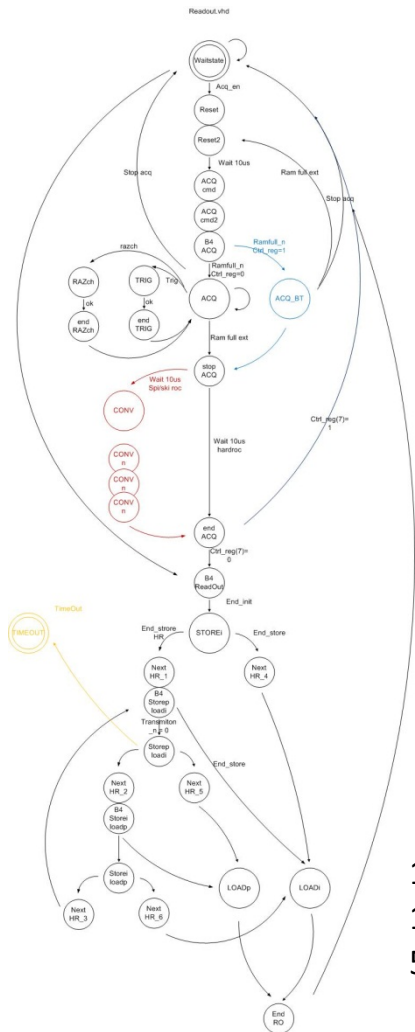 Readout.vhd
Waitstate
Acq_en
Reset
Reset2
Wait 10us
Stop acq
Ram full ext
Stop acq
ACQ
cmd
ACQ
cmd2
B4
ACQ
Ramfull_n
Ctrl_reg=1
Ramfull_n
Ctrl_reg=0
razch
Trig
RAZch
TRIG
ACQ
ACQ_BT
ok
ok
end
RAZch
end
TRIG
Ram full ext
stop
ACQ
Wait 10us
Spi/ski roc
CONV
Ctrl_reg(7)=
1
Wait 10us
hardroc
CONV
n
CONV
n
CONV
n
end
ACQ
Ctrl_reg(7)=
0
B4
ReadOut
End_init
TimeOut
TIMEOUT
End_strore
HR
STOREi
End_store
Next
HR_1
Next
HR_4
B4
Storep
loadi
Transmiton
_n = 0
Storep
loadi
End_store
Next
HR_2
Next
HR_5
B4
Storei
loadp
Storei
loadp
LOADp
LOADi
Next
HR_3
Next
HR_6
End
RO